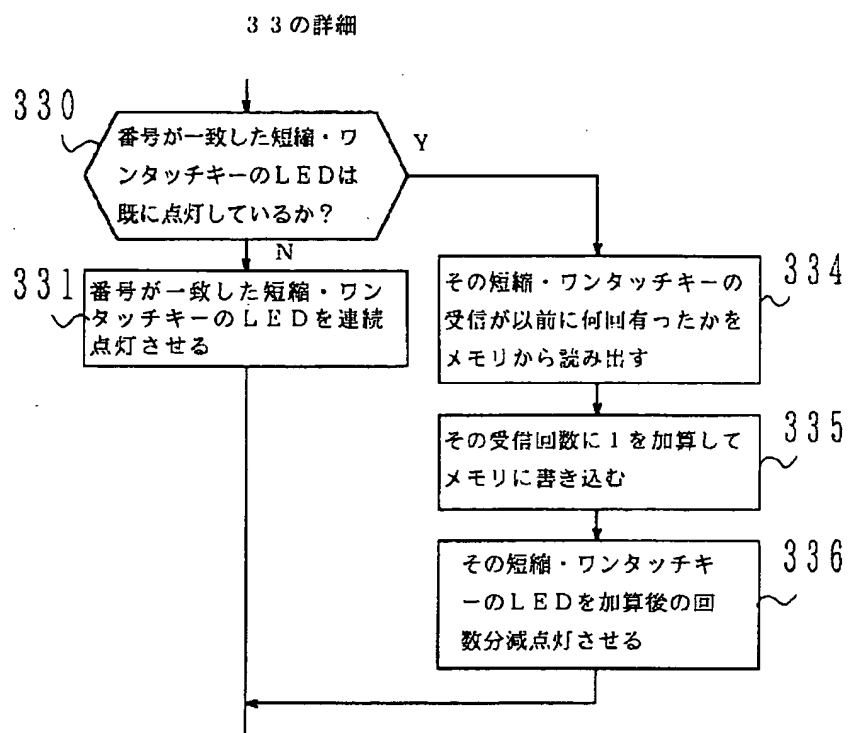 33の詳細
330
番号が一致した短縮・ワ
ンタッチキーのLEDは
既に点灯しているか?
Y
N
331
番号が一致した短縮・ワン
タッチキーのLEDを連続
点灯させる
334
その短縮・ワンタッチキーの
受信が以前に何回有ったかを
メモリから読み出す
335
その受信回数に1を加算して
メモリに書き込む
336
その短縮・ワンタッチキ
ーのLEDを加算後の回
数分減点灯させる